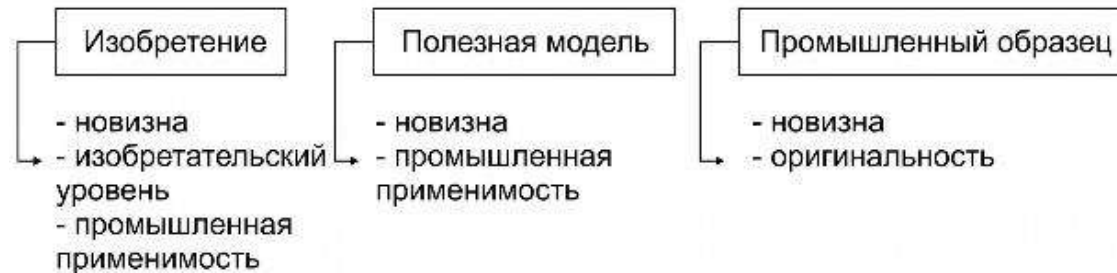 Изобретение
- новизна
- изобретательский
уровень
- промышленная
применимость
Полезная модель
- новизна
- промышленная
применимость
Промышленный образец
- новизна
- оригинальность